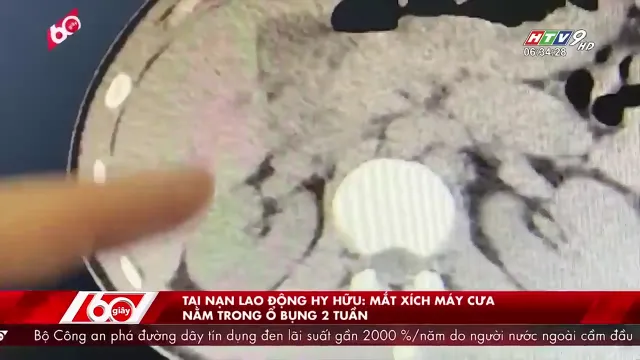 60
HTV9 HD
06:34:28
60 giây
TAI NẠN LAO ĐỘNG HY HỮU: MẮT XÍCH MÁY CƯA
NẰM TRONG Ổ BỤNG 2 TUẦN
Bộ Công an phá đường dây tín dụng đen lãi suất gần 2000 %/năm do người nước ngoài cầm đầu